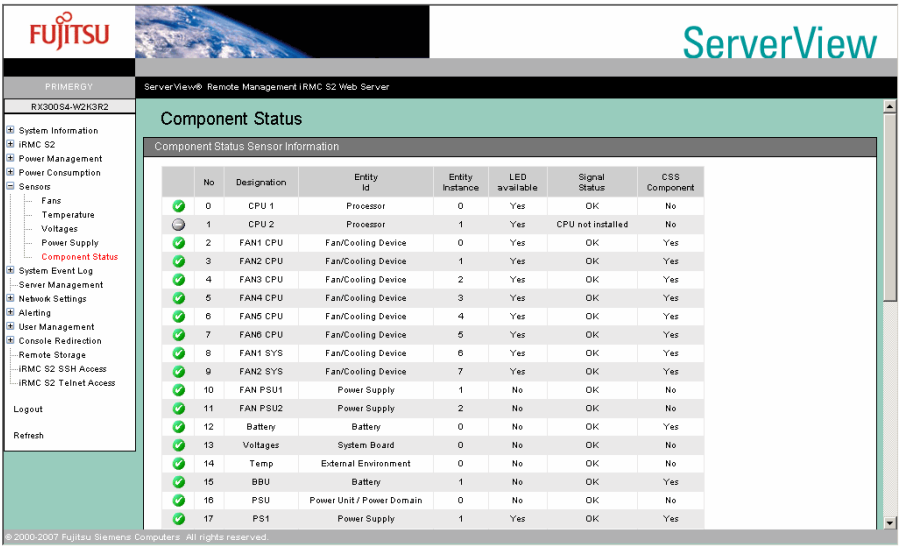 FUJITSU
ServerView
PRIMERGY
ServerView® Remote Management iRMC S2 Web Server
RX300S4-W2K3R2
System Information
iRMC S2
Power Management
Power Consumption
Sensors
Fans
Temperature
Voltages
Power Supply
Component Status
System Event Log
Server Management
Network Settings
Alerting
User Management
Console Redirection
Remote Storage
iRMC S2 SSH Access
iRMC S2 Telnet Access
Logout
Refresh
Component Status
Component Status Sensor Information
No Designation Entity Id Entity Instance LED available Signal Status CSS Component
0 CPU 1 Processor 0 Yes OK No
1 CPU 2 Processor 1 Yes CPU not installed No
2 FAN1 CPU Fan/Cooling Device 0 Yes OK Yes
3 FAN2 CPU Fan/Cooling Device 1 Yes OK Yes
4 FAN3 CPU Fan/Cooling Device 2 Yes OK Yes
5 FAN4 CPU Fan/Cooling Device 3 Yes OK Yes
6 FAN5 CPU Fan/Cooling Device 4 Yes OK Yes
7 FAN6 CPU Fan/Cooling Device 5 Yes OK Yes
8 FAN1 SYS Fan/Cooling Device 6 Yes OK Yes
9 FAN2 SYS Fan/Cooling Device 7 Yes OK Yes
10 FAN PSU1 Power Supply 1 No OK No
11 FAN PSU2 Power Supply 2 No OK No
12 Battery Battery 0 No OK Yes
13 Voltages System Board 0 No OK No
14 Temp External Environment 0 No OK No
15 BBU Battery 1 No OK Yes
16 PSU Power Unit / Power Domain 0 No OK No
17 PS1 Power Supply 1 Yes OK Yes
© 2000-2007 Fujitsu Siemens Computers All rights reserved.